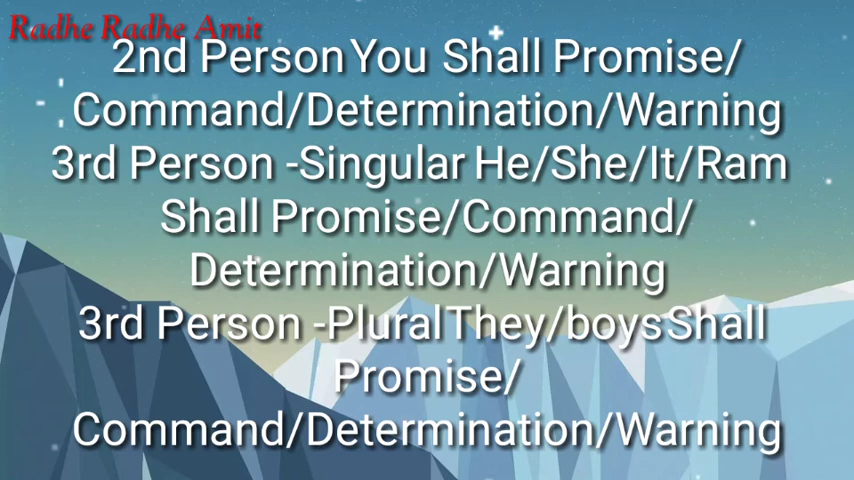 Radhe Radhe Amit
2nd Person You Shall Promise/
Command/Determination/Warning
3rd Person -Singular He/She/It/Ram
Shall Promise/Command/
Determination/Warning
3rd Person -Plural They/boys Shall
Promise/
Command/Determination/Warning